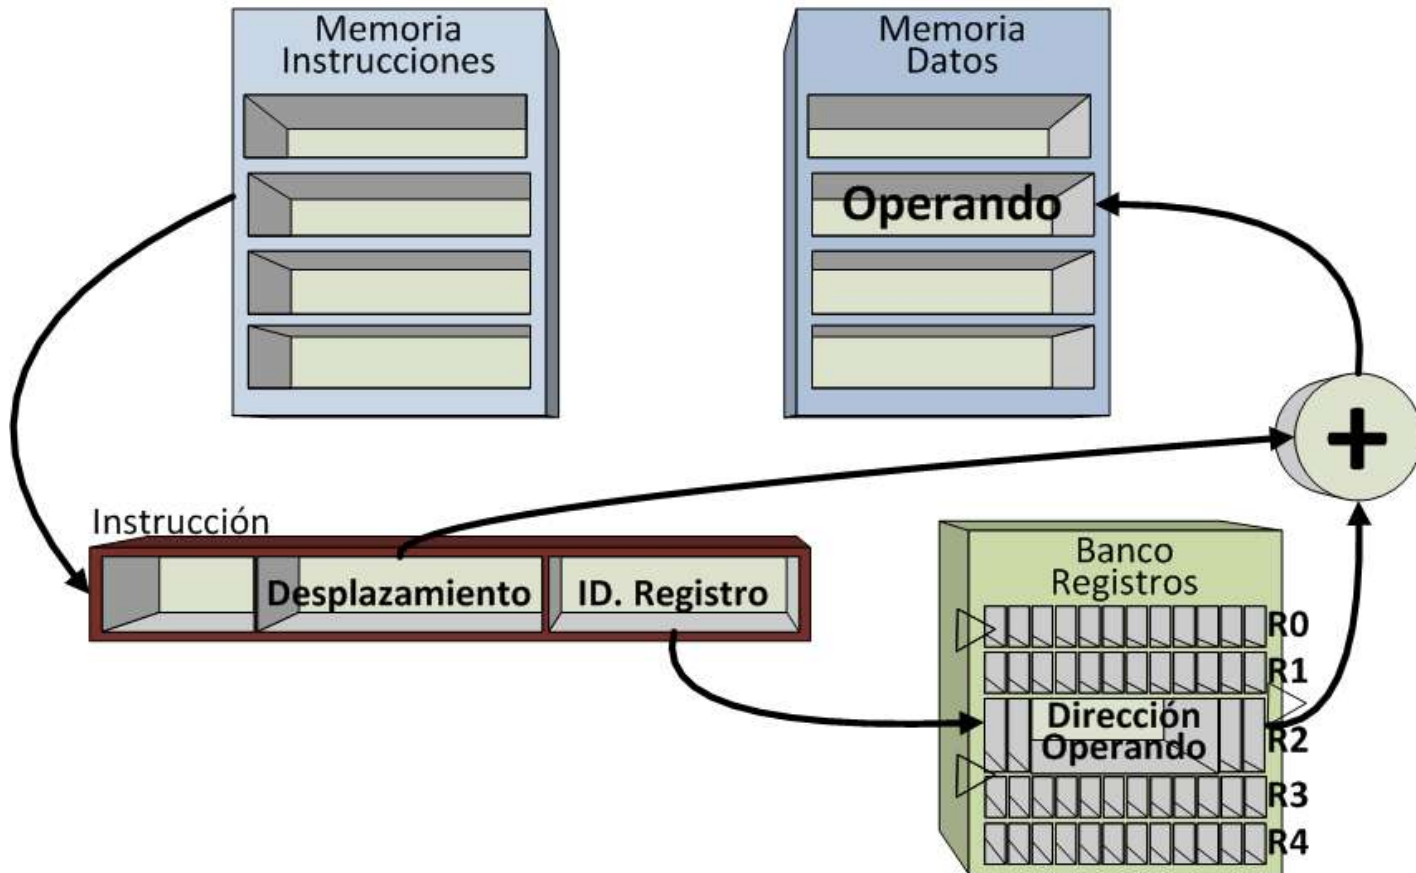 Memoria
Instrucciones
Memoria
Datos
Operando
+
Instrucción
Desplazamiento
ID. Registro
Banco
Registros
R0
R1
Dirección
Operando
R2
R3
R4